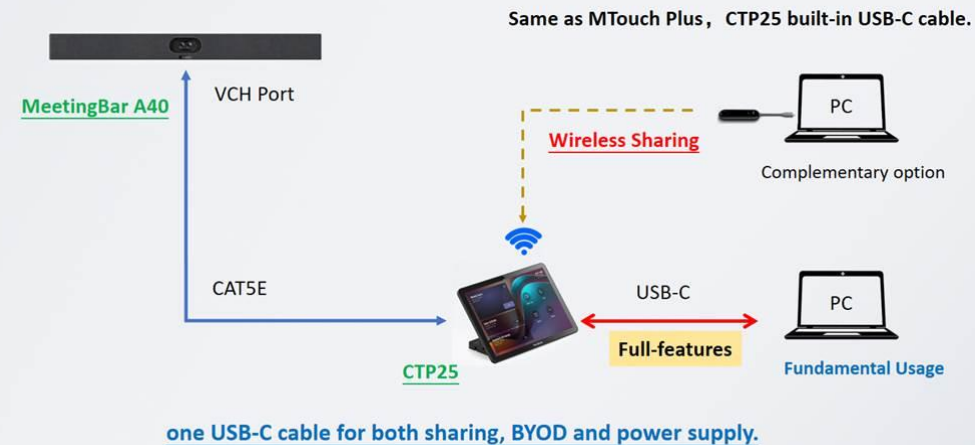 Same as MTouch Plus，CTP25 built-in USB-C cable.
MeetingBar A40
VCH Port
PC
Wireless Sharing
Complementary option
CAT5E
USB-C
PC
Full-features
CTP25
Fundamental Usage
one USB-C cable for both sharing, BYOD and power supply.